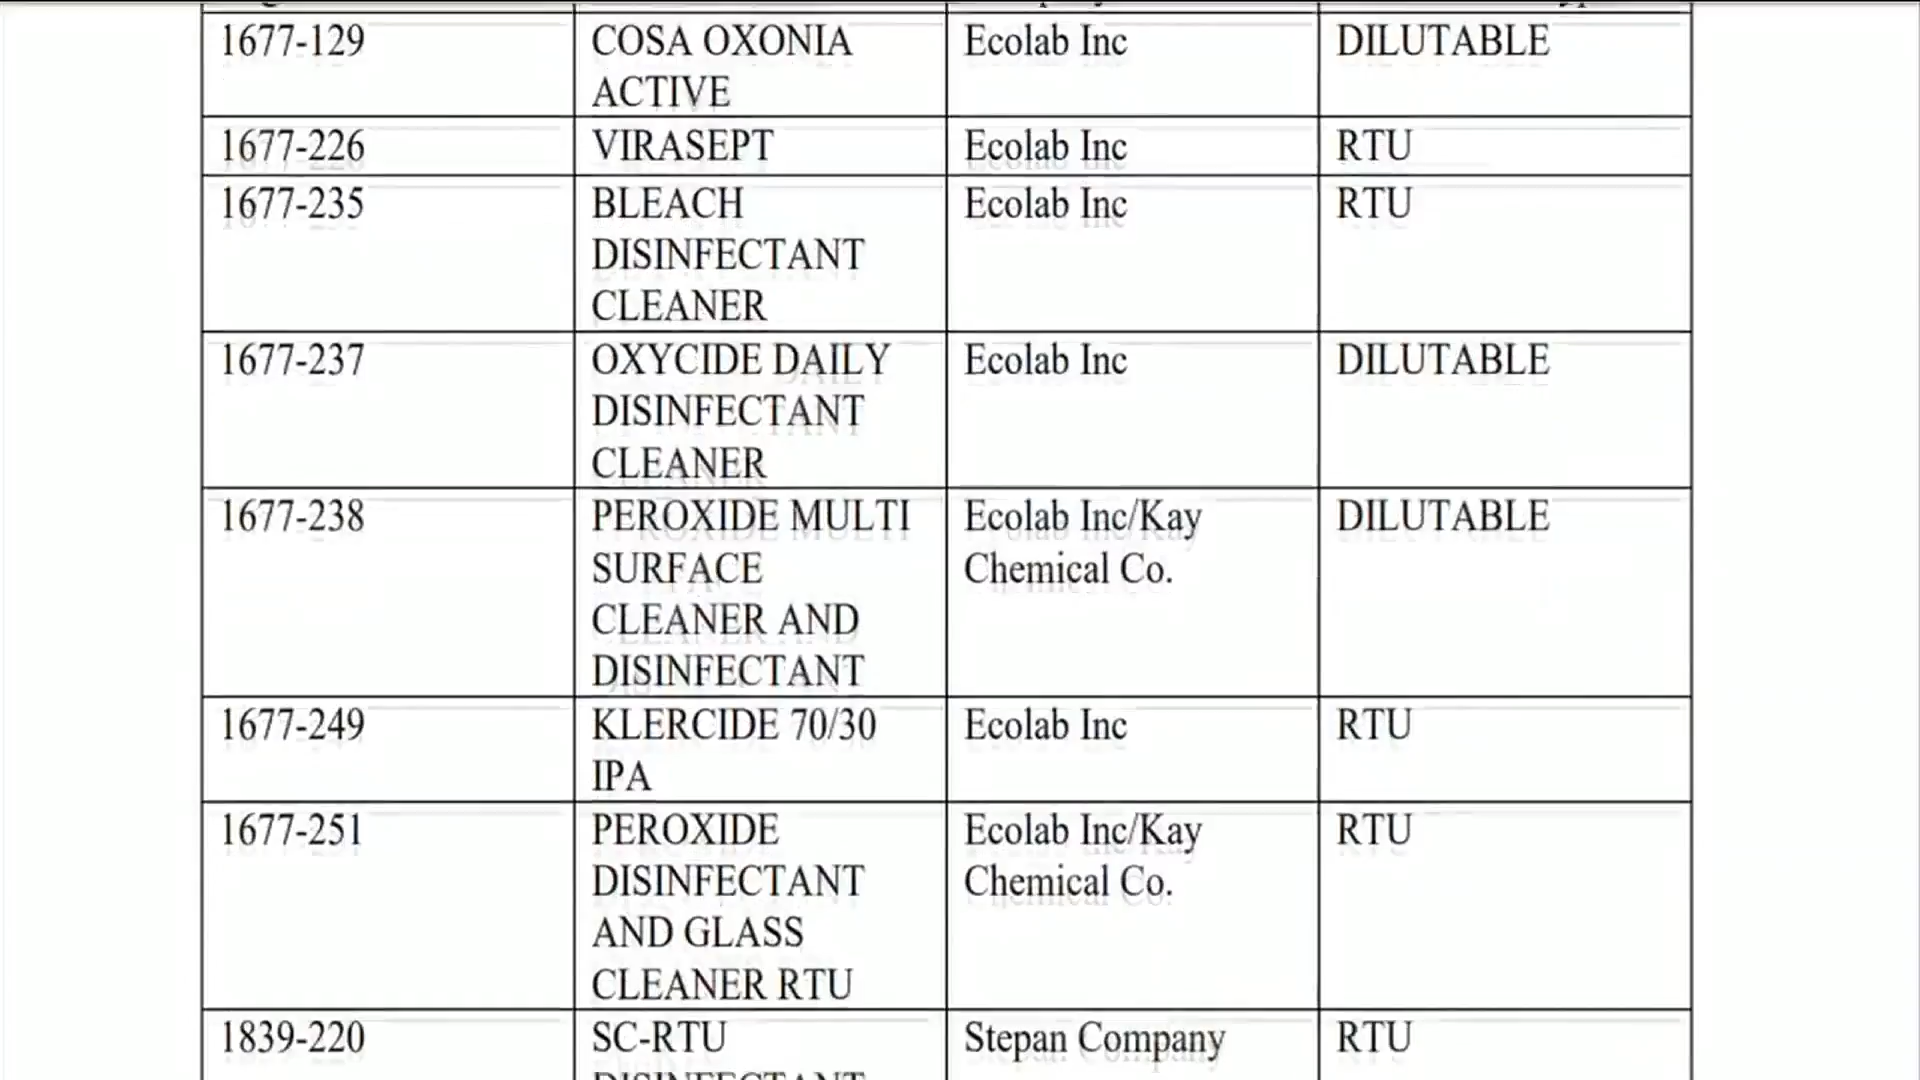 1677-129 COSA OXONIA Ecolab Inc DILUTABLE
ACTIVE
1677-226 VIRASEPT Ecolab Inc RTU
1677-235 BLEACH Ecolab Inc RTU
DISINFECTANT
CLEANER
1677-237 OXYCIDE DAILY Ecolab Inc DILUTABLE
DISINFECTANT
CLEANER
1677-238 PEROXIDE MULTI Ecolab Inc/Kay DILUTABLE
SURFACE Chemical Co.
CLEANER AND
DISINFECTANT
1677-249 KLERCIDE 70/30 Ecolab Inc RTU
IPA
1677-251 PEROXIDE Ecolab Inc/Kay RTU
DISINFECTANT Chemical Co.
AND GLASS
CLEANER RTU
1839-220 SC-RTU Stepan Company RTU
DISINFECTANT